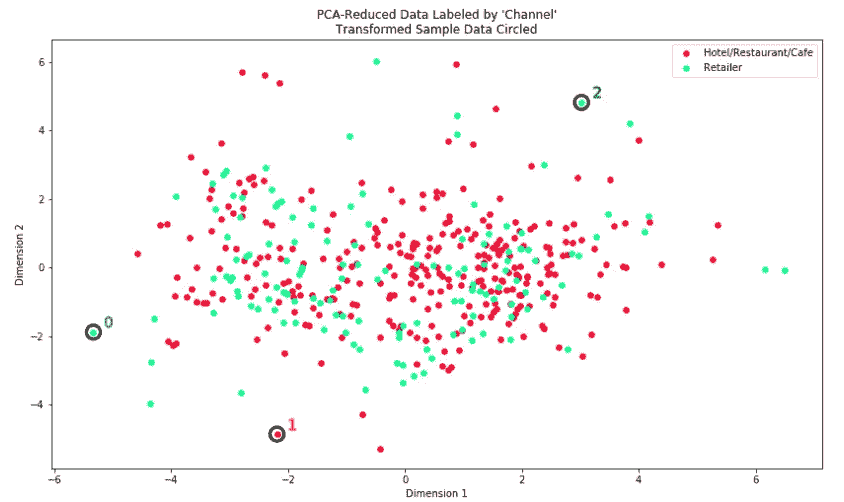 PCA-Reduced Data Labeled by 'Channel'
Transformed Sample Data Circled
Hotel/Restaurant/Cafe
Retailer
6
4
2
0
−2
−4
Dimension 2
2
0
1
−6
−4
−2
0
2
4
6
Dimension 1